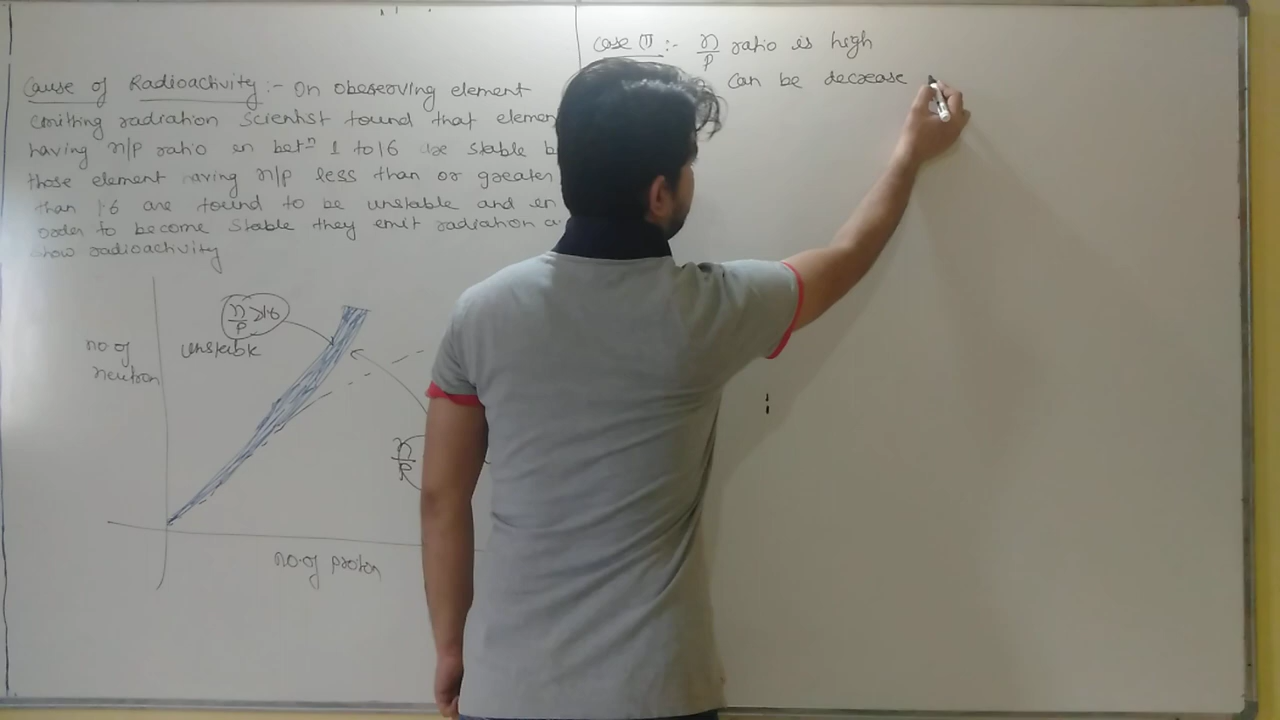 Cause of Radioactivity :- On obeserving element
emitting radiation scientist found that elemen
having n/p ratio in betⁿ 1 to 1.6 are stable b
those element having n/p less than or greater
than 1.6 are found to be unstable and in
order to become stable they emit radiation a
show radioactivity
n/p >1.6
unstable
no of
neutron
n/p
no. of proton
Case (I) :- n/p ratio is high
can be decrease